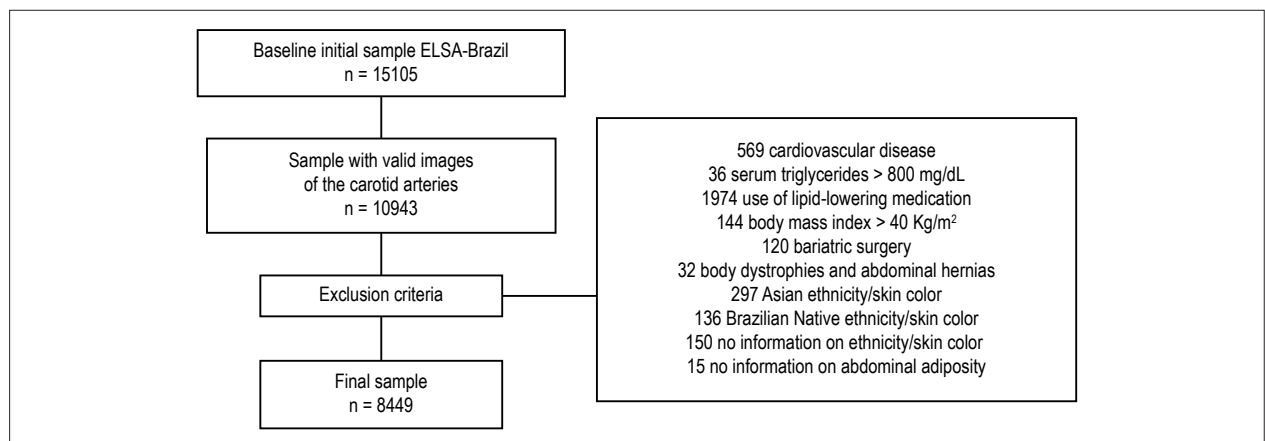 Baseline initial sample ELSA-Brazil
n = 15105
Sample with valid images
of the carotid arteries
n = 10943
Exclusion criteria
569 cardiovascular disease
36 serum triglycerides > 800 mg/dL
1974 use of lipid-lowering medication
144 body mass index > 40 Kg/m²
120 bariatric surgery
32 body dystrophies and abdominal hernias
297 Asian ethnicity/skin color
136 Brazilian Native ethnicity/skin color
150 no information on ethnicity/skin color
15 no information on abdominal adiposity
Final sample
n = 8449